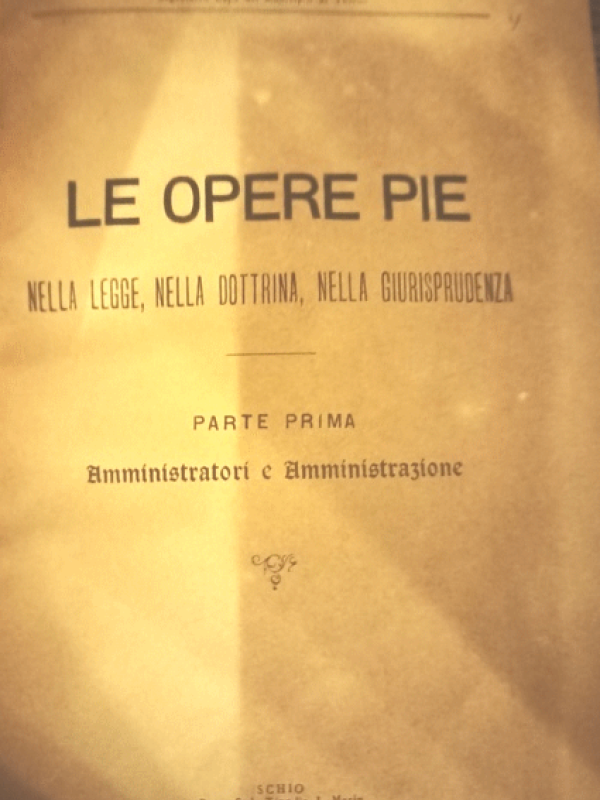 LE OPERE PIE
NELLA LEGGE, NELLA DOTTRINA, NELLA GIURISPRUDENZA
PARTE PRIMA
Amministratori e Amministrazione
SCHIO